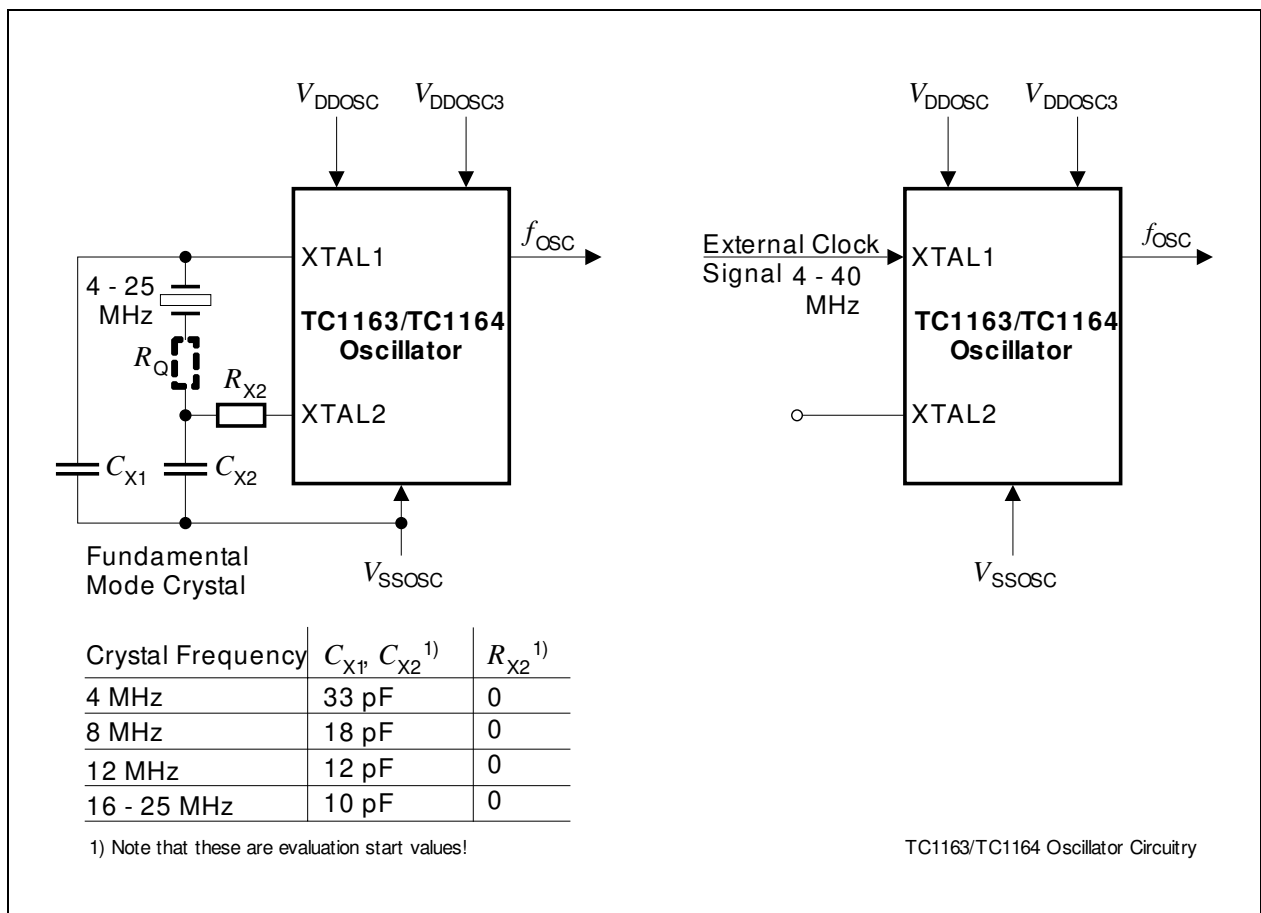 VDDOSC VDDOSC3
fOSC
XTAL1
4 - 25
MHz
TC1163/TC1164
Oscillator
RQ
RX2
XTAL2
CX1
CX2
Fundamental
Mode Crystal
VSSOSC
VDDOSC VDDOSC3
External Clock
Signal 4 - 40
MHz
fOSC
XTAL1
TC1163/TC1164
Oscillator
XTAL2
VSSOSC
Crystal Frequency CX1, CX2 1) RX2 1)
4 MHz 33 pF 0
8 MHz 18 pF 0
12 MHz 12 pF 0
16 - 25 MHz 10 pF 0
1) Note that these are evaluation start values!
TC1163/TC1164 Oscillator Circuitry